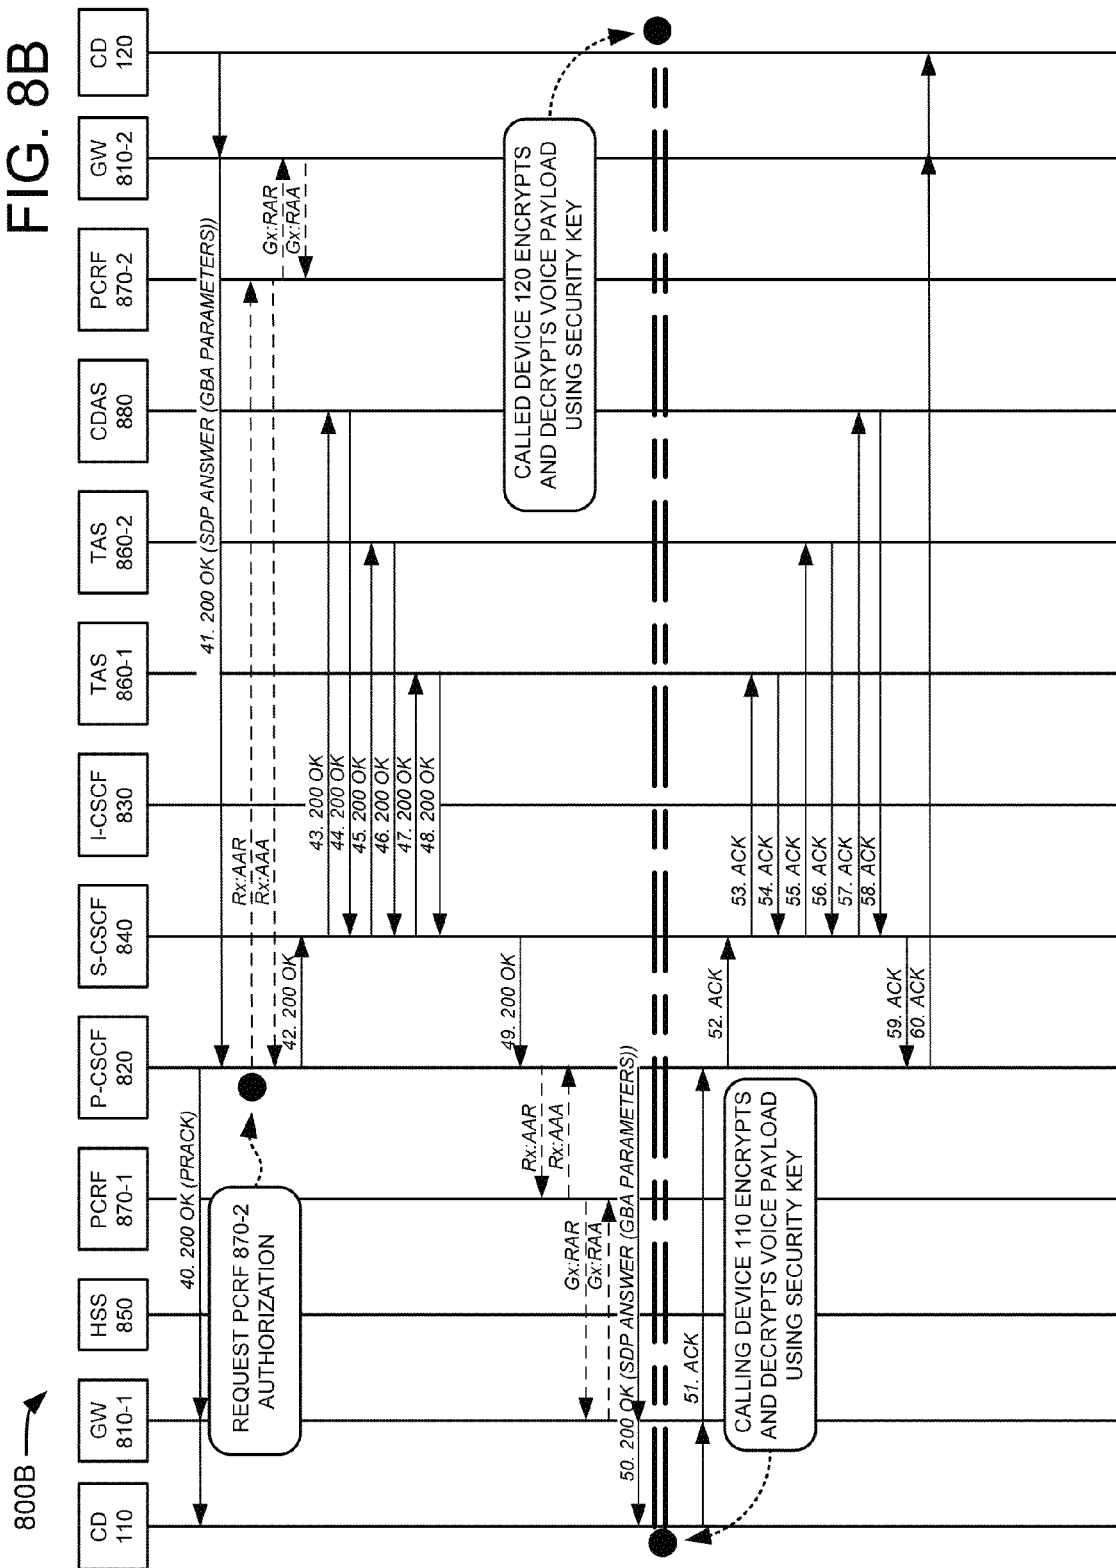 FIG. 8B
800B
CD
110
GW
810-1
HSS
850
PCRF
870-1
P-CSCF
820
S-CSCF
840
I-CSCF
830
TAS
860-1
TAS
860-2
CDAS
880
PCRF
870-2
GW
810-2
CD
120
40. 200 OK (PRACK)
41. 200 OK (SDP ANSWER (GBA PARAMETERS))
REQUEST PCRF 870-2
AUTHORIZATION
Rx:AAR
Rx:AAA
Gx:RAR
Gx:RAA
42. 200 OK
43. 200 OK
44. 200 OK
45. 200 OK
46. 200 OK
47. 200 OK
48. 200 OK
49. 200 OK
Rx:AAR
Rx:AAA
Gx:RAR
Gx:RAA
50. 200 OK (SDP ANSWER (GBA PARAMETERS))
CALLED DEVICE 120 ENCRYPTS
AND DECRYPTS VOICE PAYLOAD
USING SECURITY KEY
51. ACK
52. ACK
CALLING DEVICE 110 ENCRYPTS
AND DECRYPTS VOICE PAYLOAD
USING SECURITY KEY
53. ACK
54. ACK
55. ACK
56. ACK
57. ACK
58. ACK
59. ACK
60. ACK